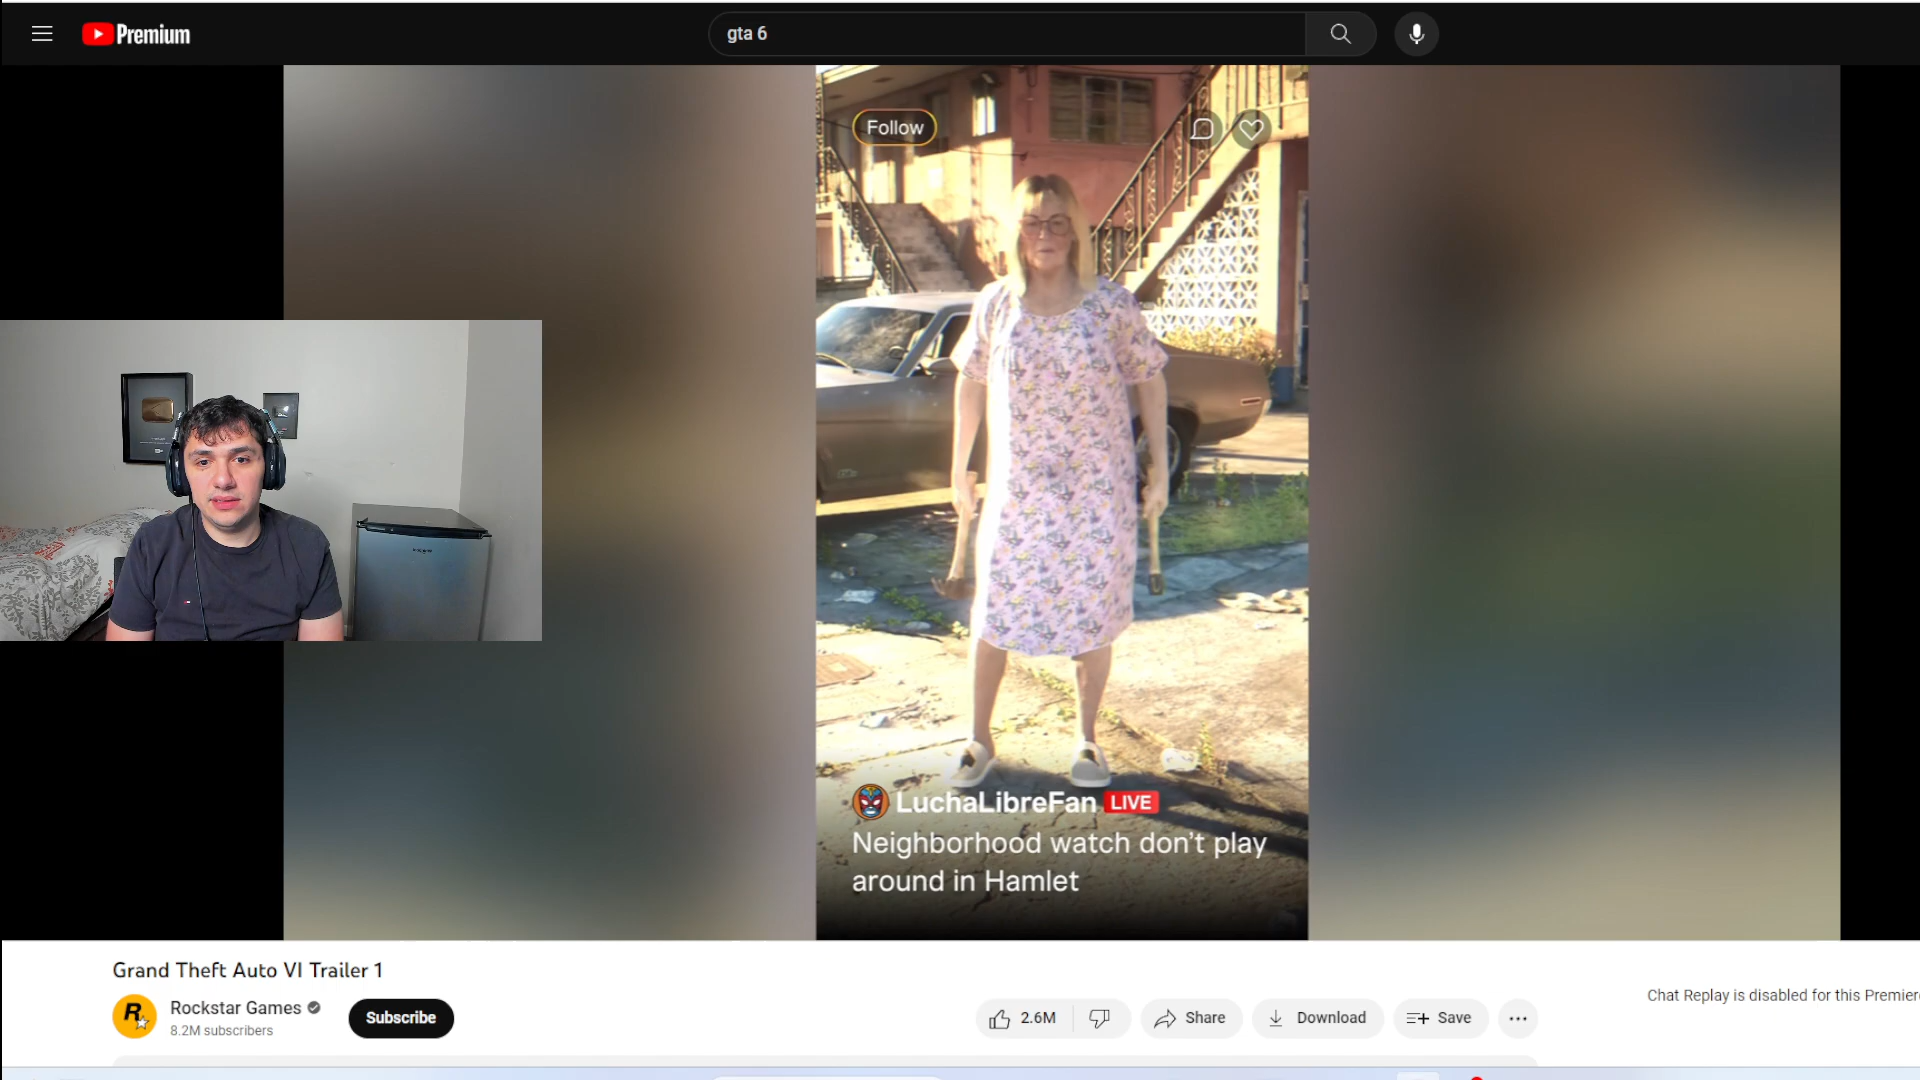 Premium
gta 6
Follow
LuchaLibreFan LIVE
Neighborhood watch don't play
around in Hamlet
Grand Theft Auto VI Trailer 1
Rockstar Games
8.2M subscribers
Subscribe
2.6M
Share
Download
Save
Chat Replay is disabled for this Premier